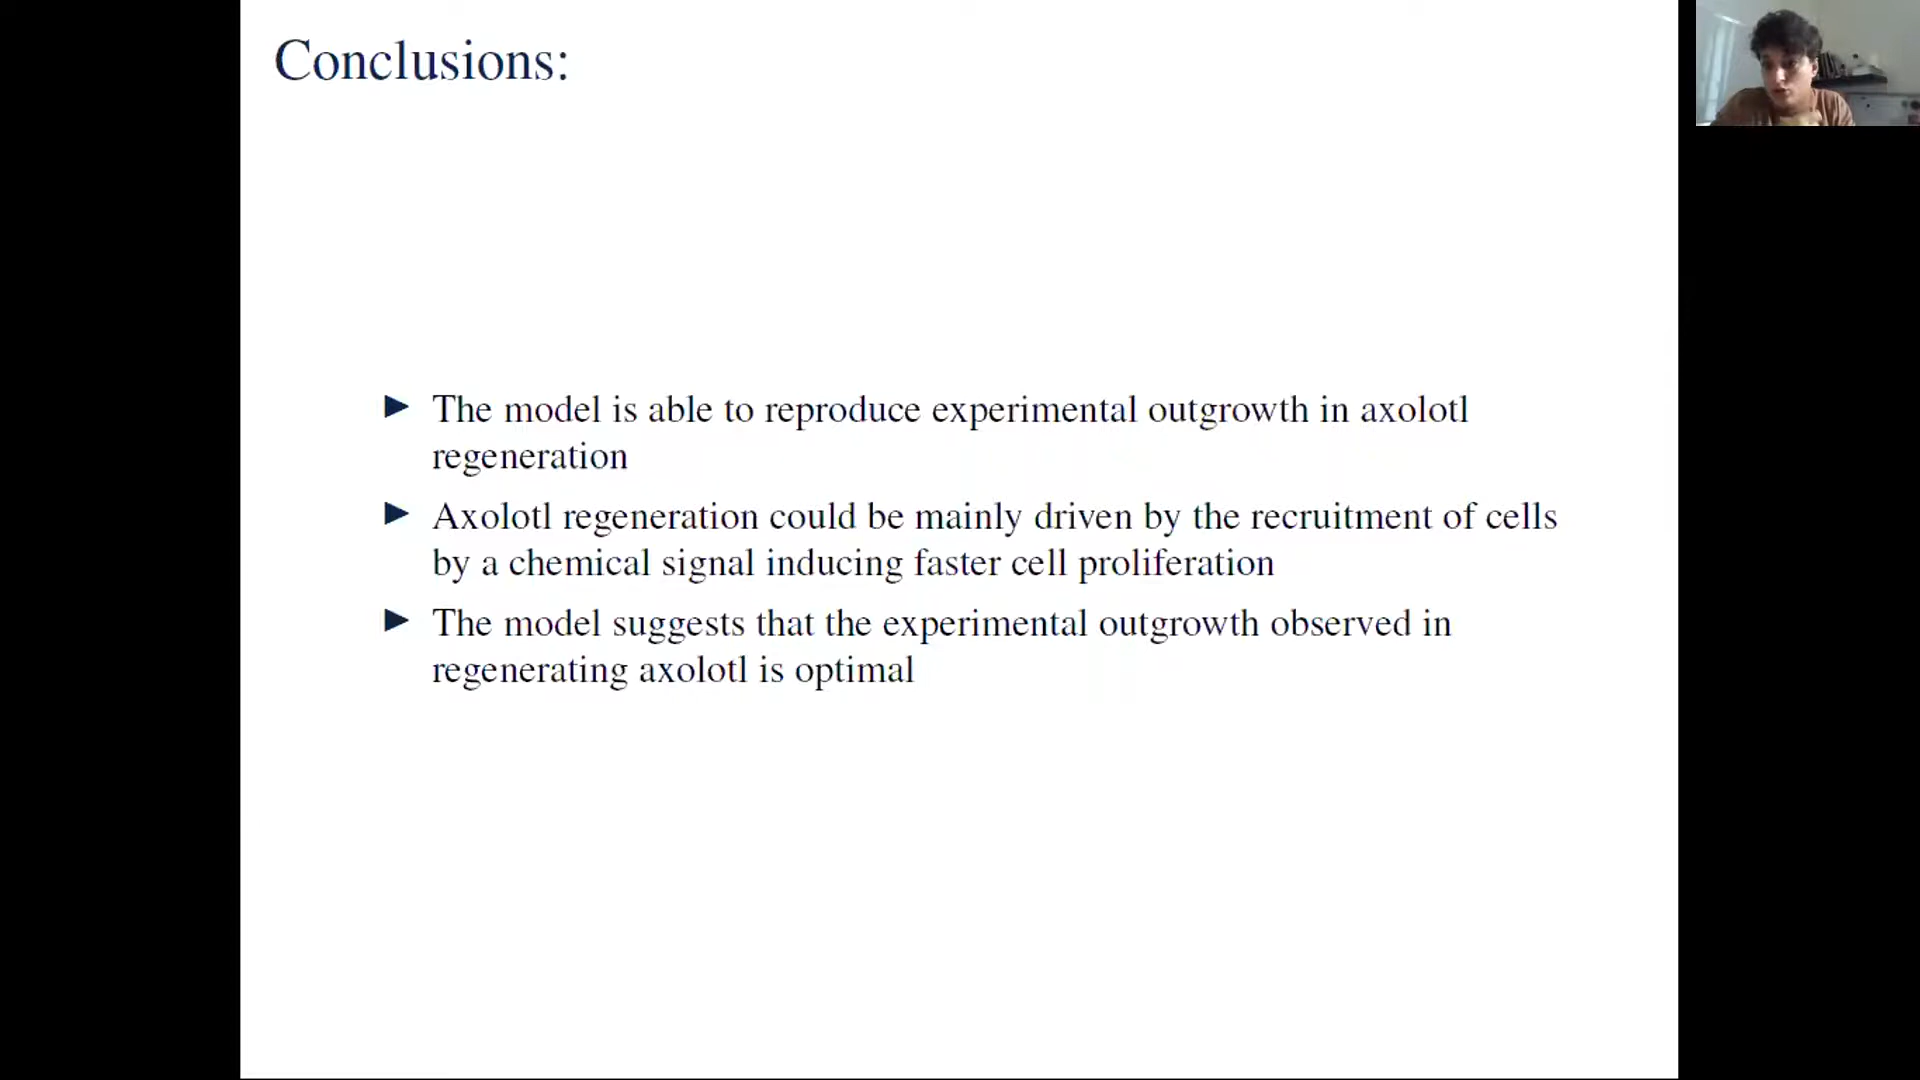 Conclusions:
The model is able to reproduce experimental outgrowth in axolotl
regeneration
Axolotl regeneration could be mainly driven by the recruitment of cells
by a chemical signal inducing faster cell proliferation
The model suggests that the experimental outgrowth observed in
regenerating axolotl is optimal